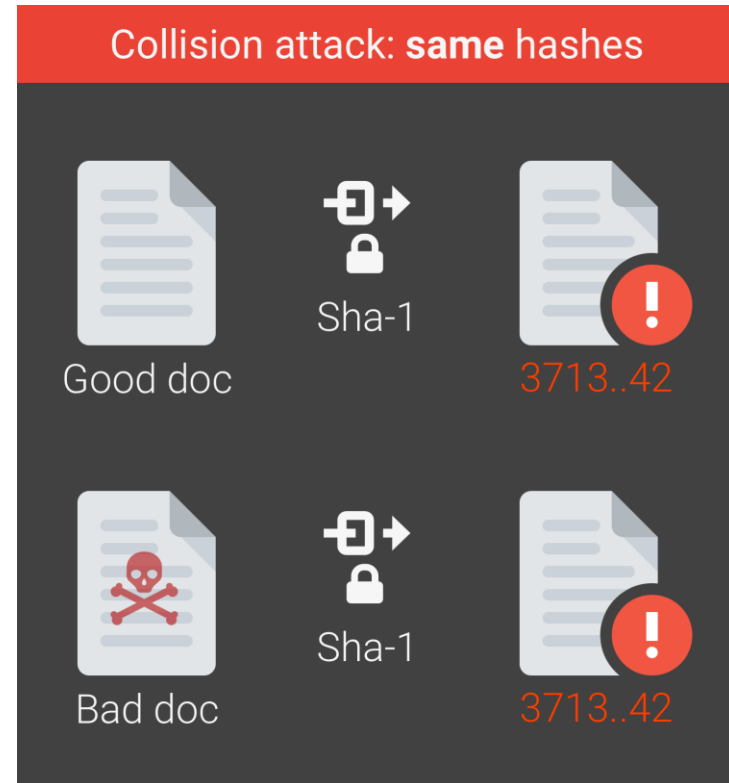 Collision attack: same hashes
Sha-1
Good doc
3713..42
Sha-1
Bad doc
3713..42